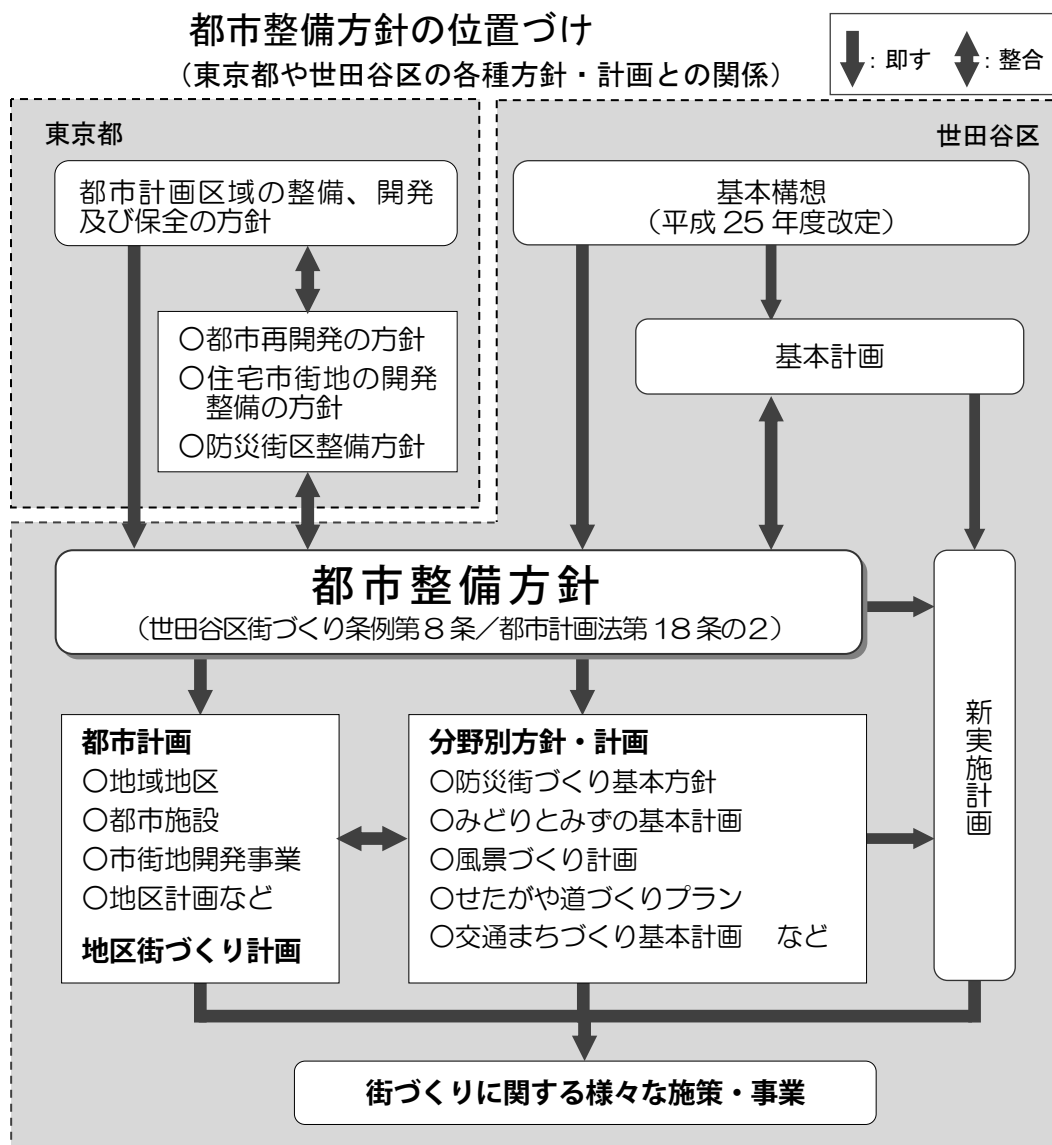 都市整備方針の位置づけ
（東京都や世田谷区の各種方針・計画との関係）
：即す
：整合
東京都
都市計画区域の整備、開発
及び保全の方針
○都市再開発の方針
○住宅市街地の開発
整備の方針
○防災街区整備方針
世田谷区
基本構想
（平成 25 年度改定）
基本計画
都市整備方針
（世田谷区街づくり条例第８条／都市計画法第 18 条の２）
都市計画
○地域地区
○都市施設
○市街地開発事業
○地区計画など
地区街づくり計画
分野別方針・計画
○防災街づくり基本方針
○みどりとみずの基本計画
○風景づくり計画
○せたがや道づくりプラン
○交通まちづくり基本計画　など
新実施計画
街づくりに関する様々な施策・事業